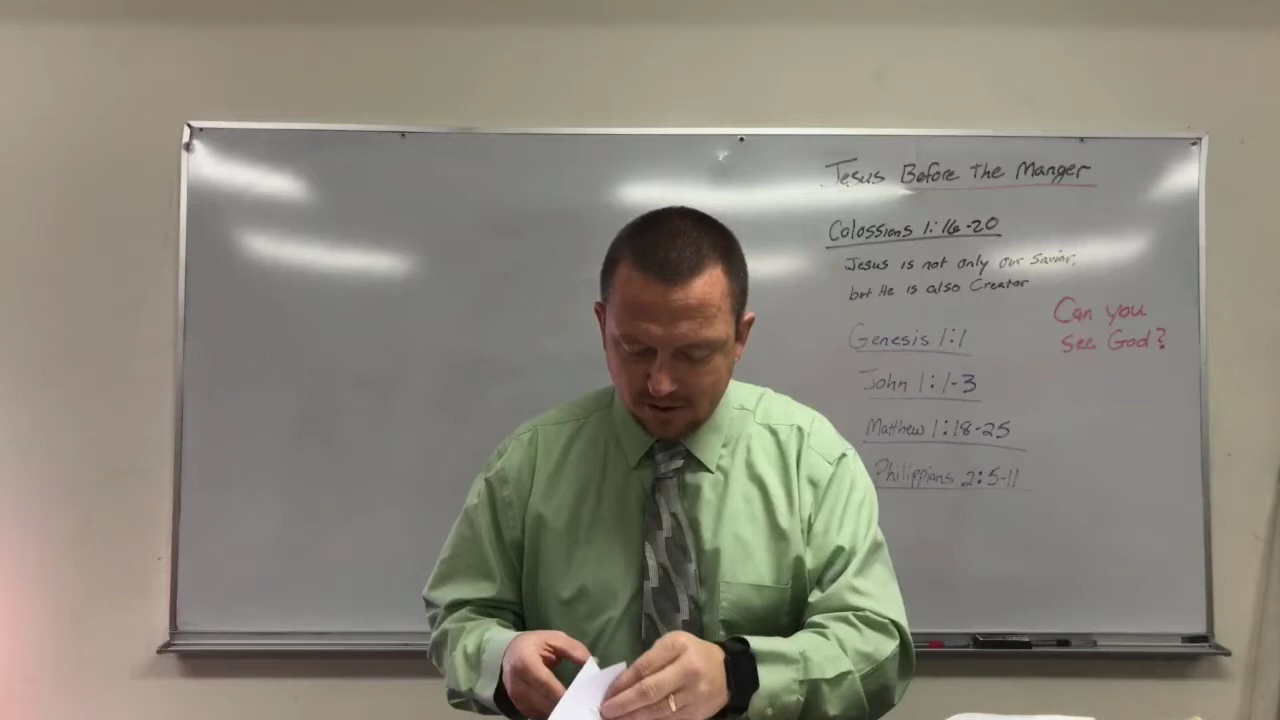 Jesus Before The Manger
Colossians 1:16-20
Jesus is not only our Savior,
but He is also Creator
Can you
see God?
Genesis 1:1
John 1:1-3
Matthew 1:18-25
Philippians 2:5-11